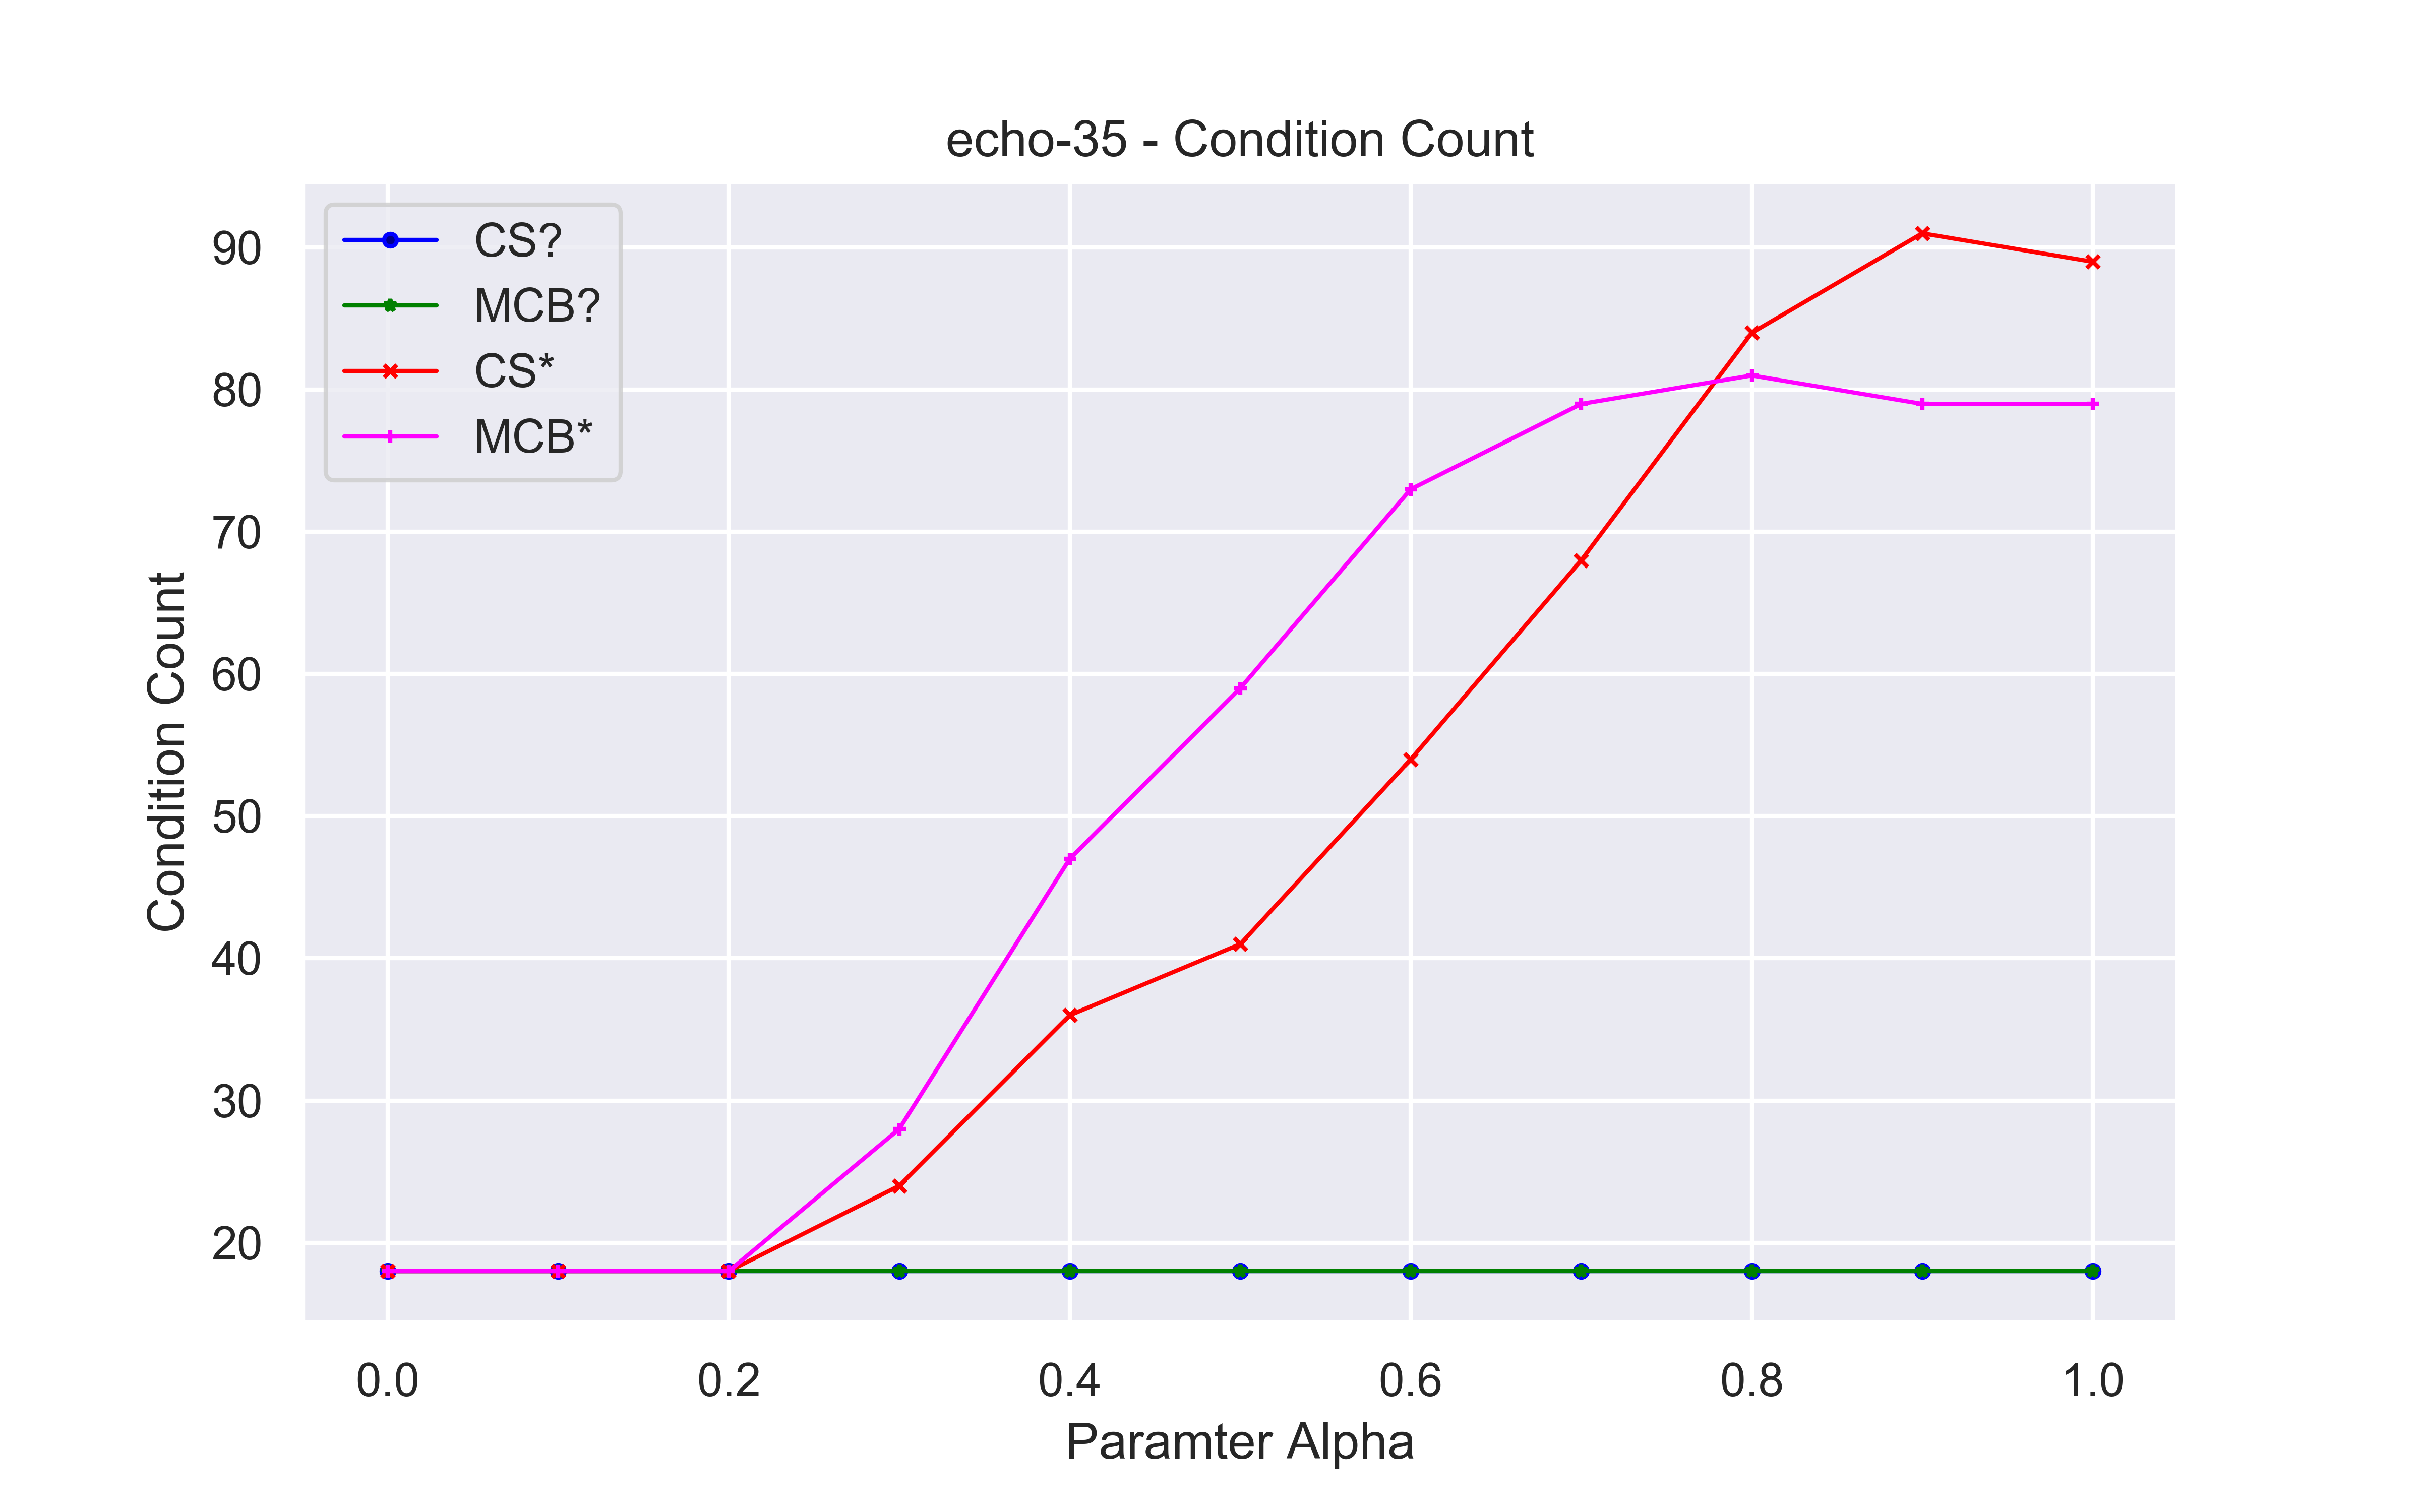 echo-35 - Condition Count
CS?
MCB?
CS*
MCB*
Condition Count
90
80
70
60
50
40
30
20
0.0 0.2 0.4 0.6 0.8 1.0
Paramter Alpha